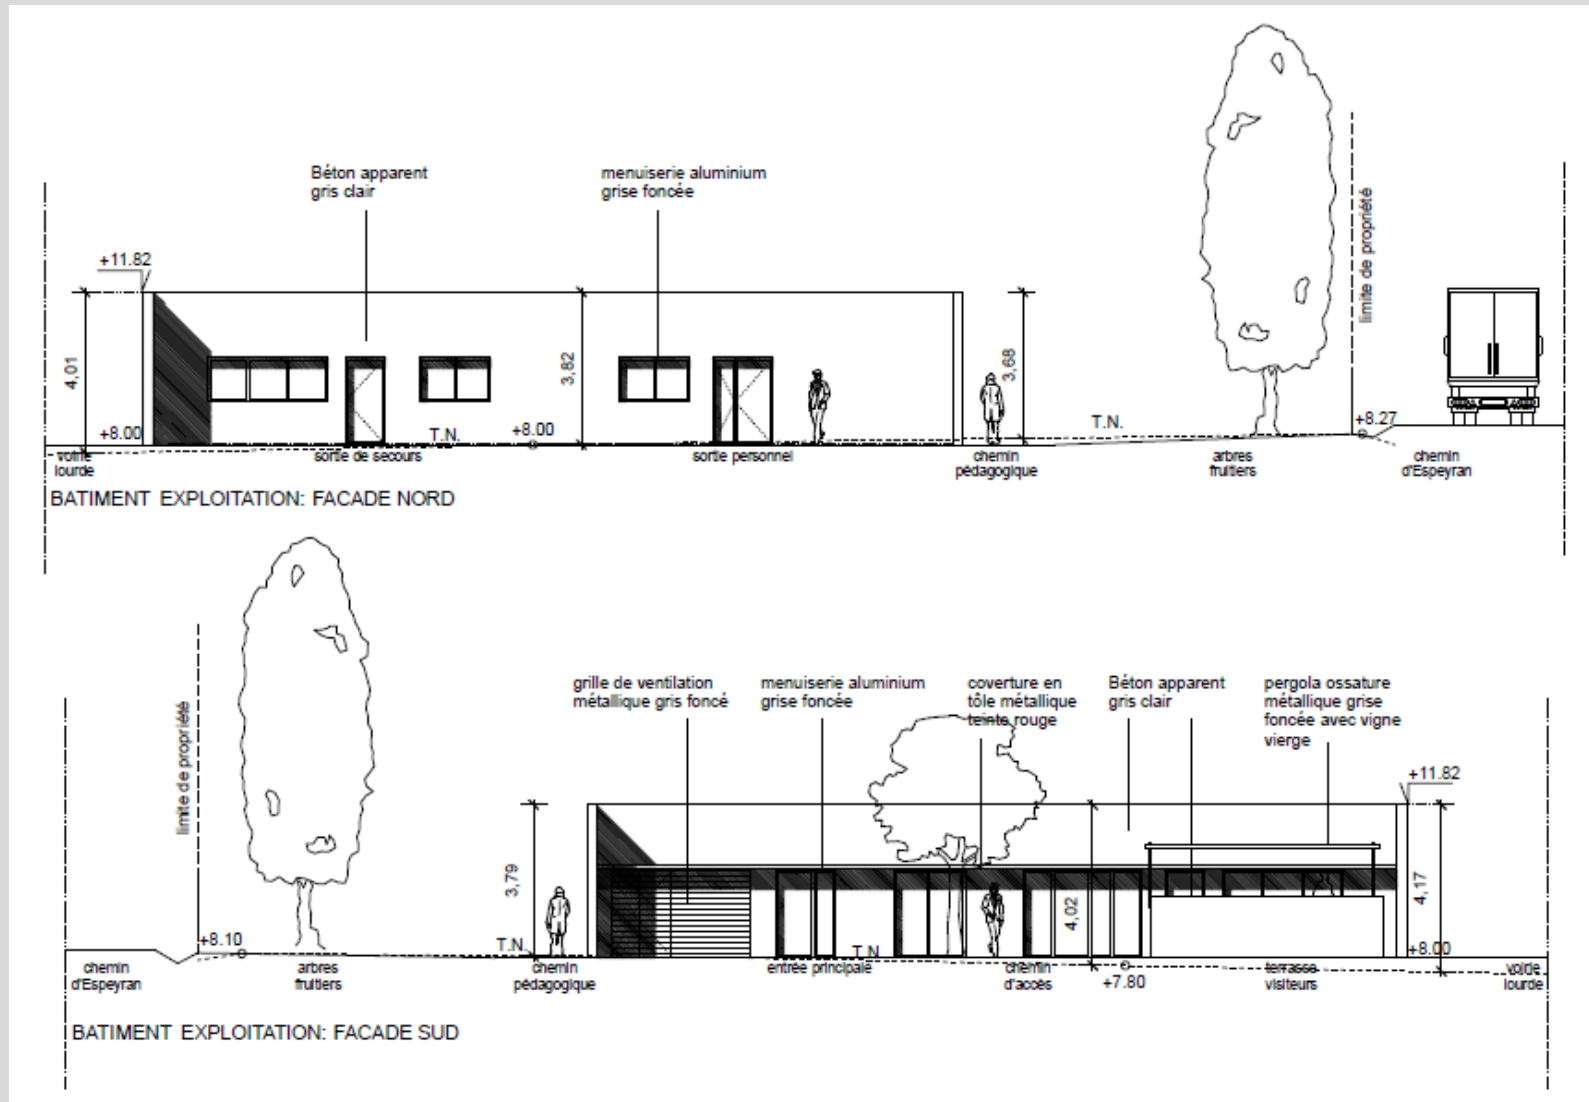 Béton apparent
gris clair
menuiserie aluminium
grise foncée
limite de propriété
+11.82
4,01
3,82
3,68
+8.00
T.N.
+8.00
T.N.
+8.27
voirie
lourde
sortie de secours
sortie personnel
chemin
pédagogique
arbres
fruitiers
chemin
d'Espeyran
BATIMENT EXPLOITATION: FACADE NORD
limite de propriété
grille de ventilation
métallique gris foncé
menuiserie aluminium
grise foncée
coverture en
tôle métallique
teinte rouge
Béton apparent
gris clair
pergola ossature
métallique grise
foncée avec vigne
vierge
+11.82
3,79
4,02
4,17
+8.10
T.N.
T.N
+8.00
chemin
d'Espeyran
arbres
fruitiers
chemin
pédagogique
entrée principale
chemin
d'accès
+7.80
terrasse
visiteurs
voirie
lourde
BATIMENT EXPLOITATION: FACADE SUD